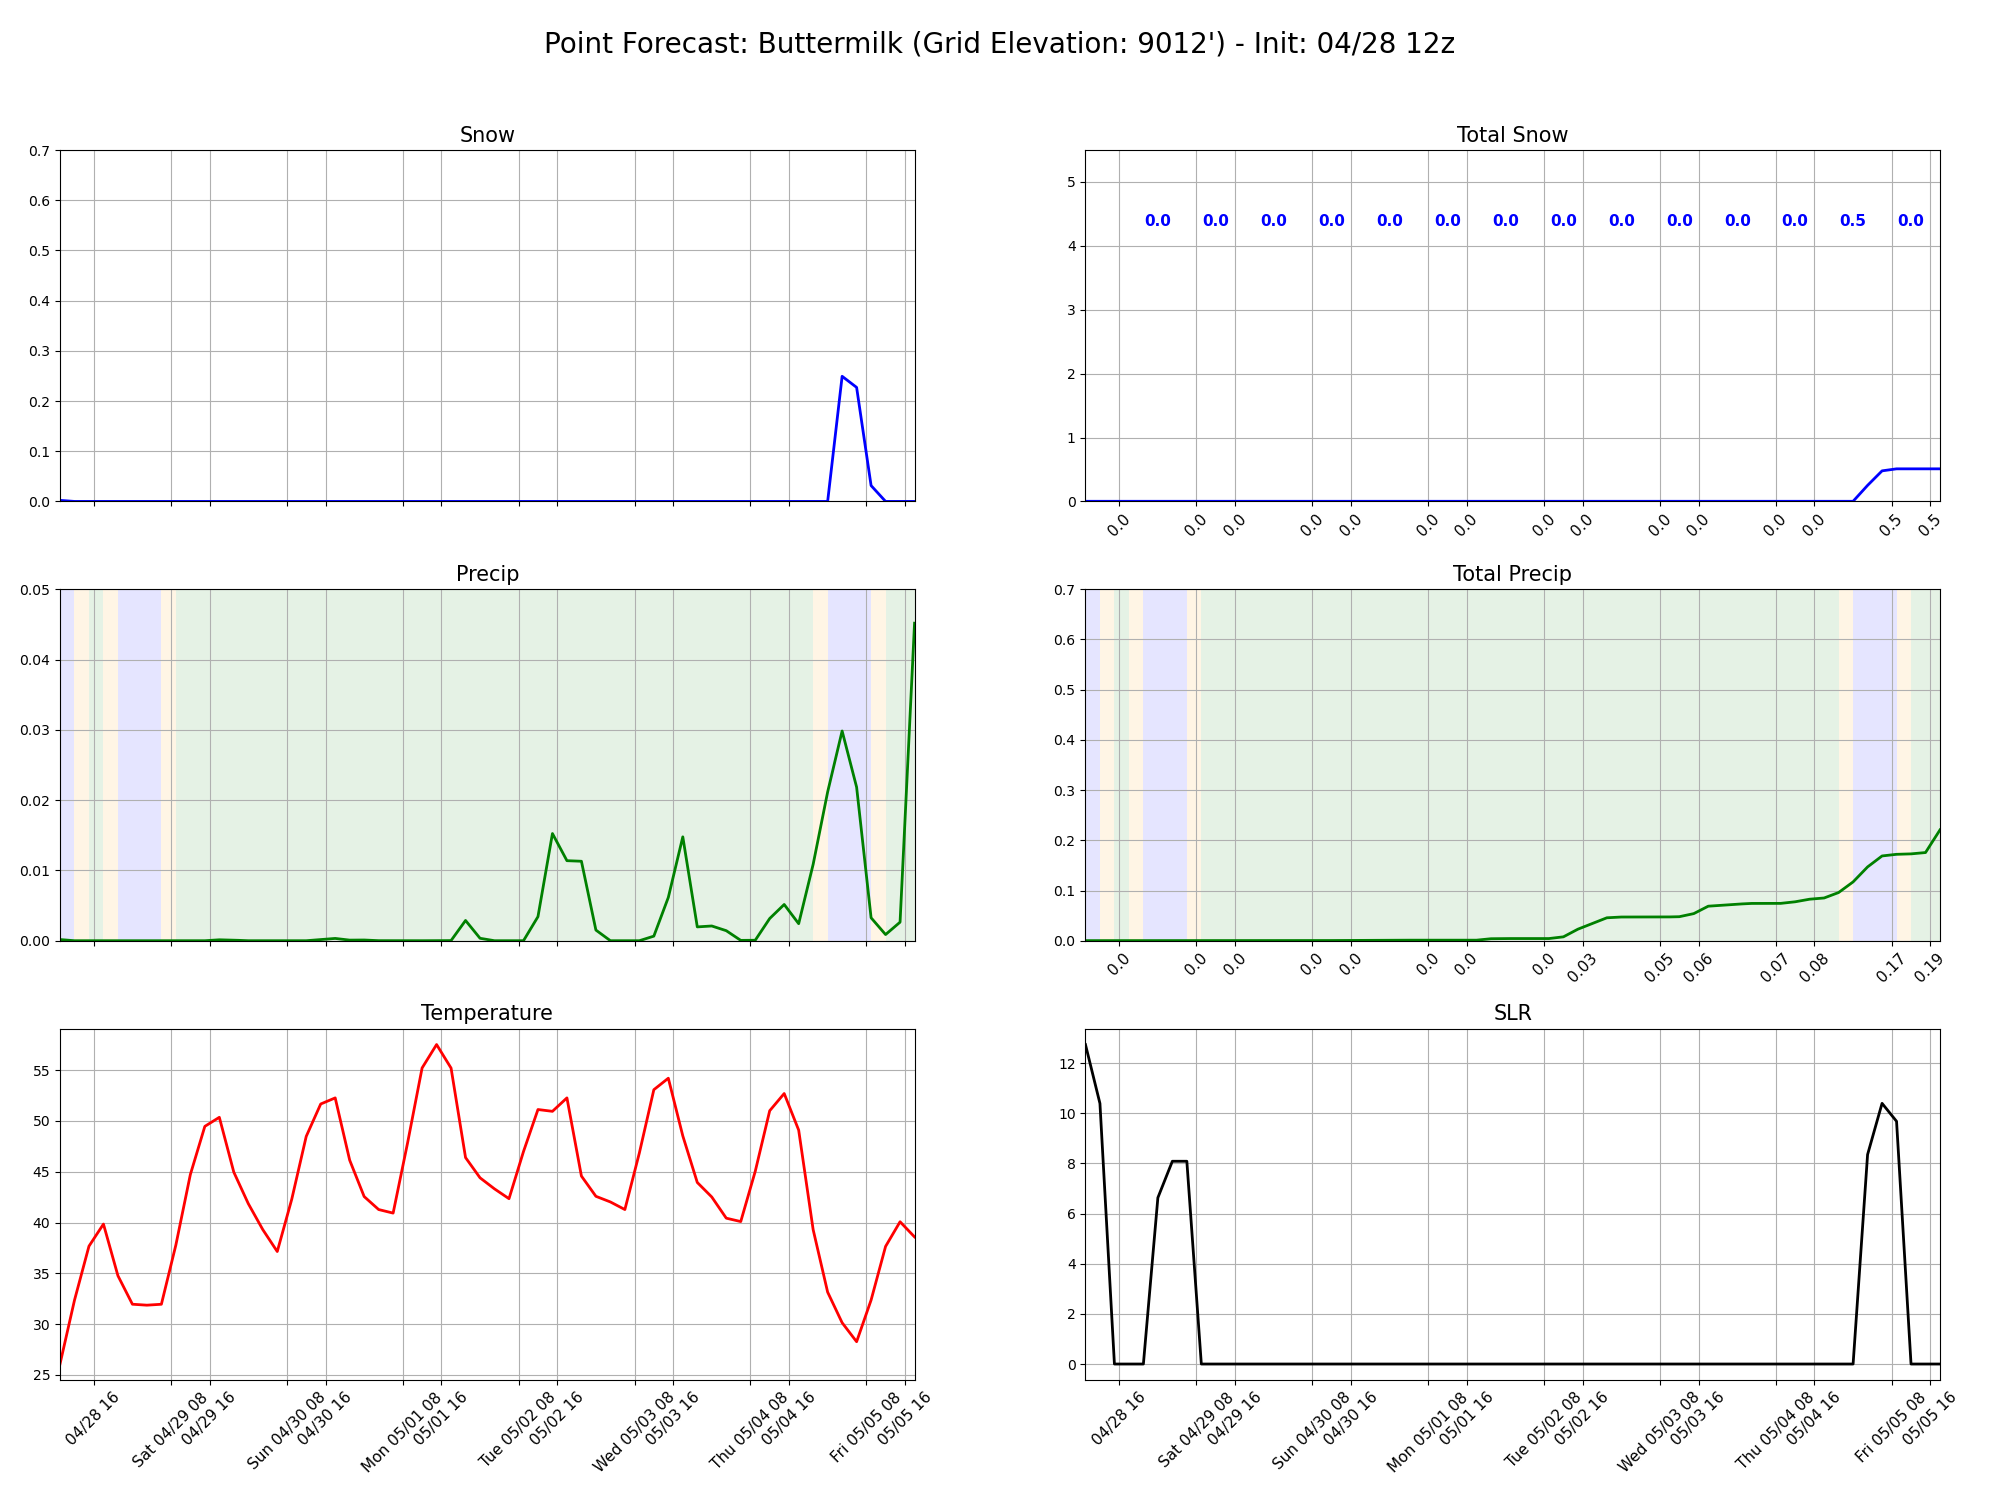 Point Forecast: Buttermilk (Grid Elevation: 9012') - Init: 04/28 12z
Snow
0.7
0.6
0.5
0.4
0.3
0.2
0.1
0.0
Total Snow
5
4
3
2
1
0
0.0 0.0 0.0 0.0 0.0 0.0 0.0 0.0 0.0 0.0 0.0 0.0 0.5 0.0
0.0 0.0 0.0 0.0 0.0 0.0 0.0 0.0 0.0 0.0 0.0 0.0 0.0 0.5 0.5
Precip
0.05
0.04
0.03
0.02
0.01
0.00
Total Precip
0.7
0.6
0.5
0.4
0.3
0.2
0.1
0.0
0.0 0.0 0.0 0.0 0.0 0.0 0.0 0.0 0.03 0.05 0.06 0.07 0.08 0.17 0.19
Temperature
55
50
45
40
35
30
25
04/28 16
Sat 04/29 08
04/29 16
Sun 04/30 08
04/30 16
Mon 05/01 08
05/01 16
Tue 05/02 08
05/02 16
Wed 05/03 08
05/03 16
Thu 05/04 08
05/04 16
Fri 05/05 08
05/05 16
SLR
12
10
8
6
4
2
0
04/28 16
Sat 04/29 08
04/29 16
Sun 04/30 08
04/30 16
Mon 05/01 08
05/01 16
Tue 05/02 08
05/02 16
Wed 05/03 08
05/03 16
Thu 05/04 08
05/04 16
Fri 05/05 08
05/05 16